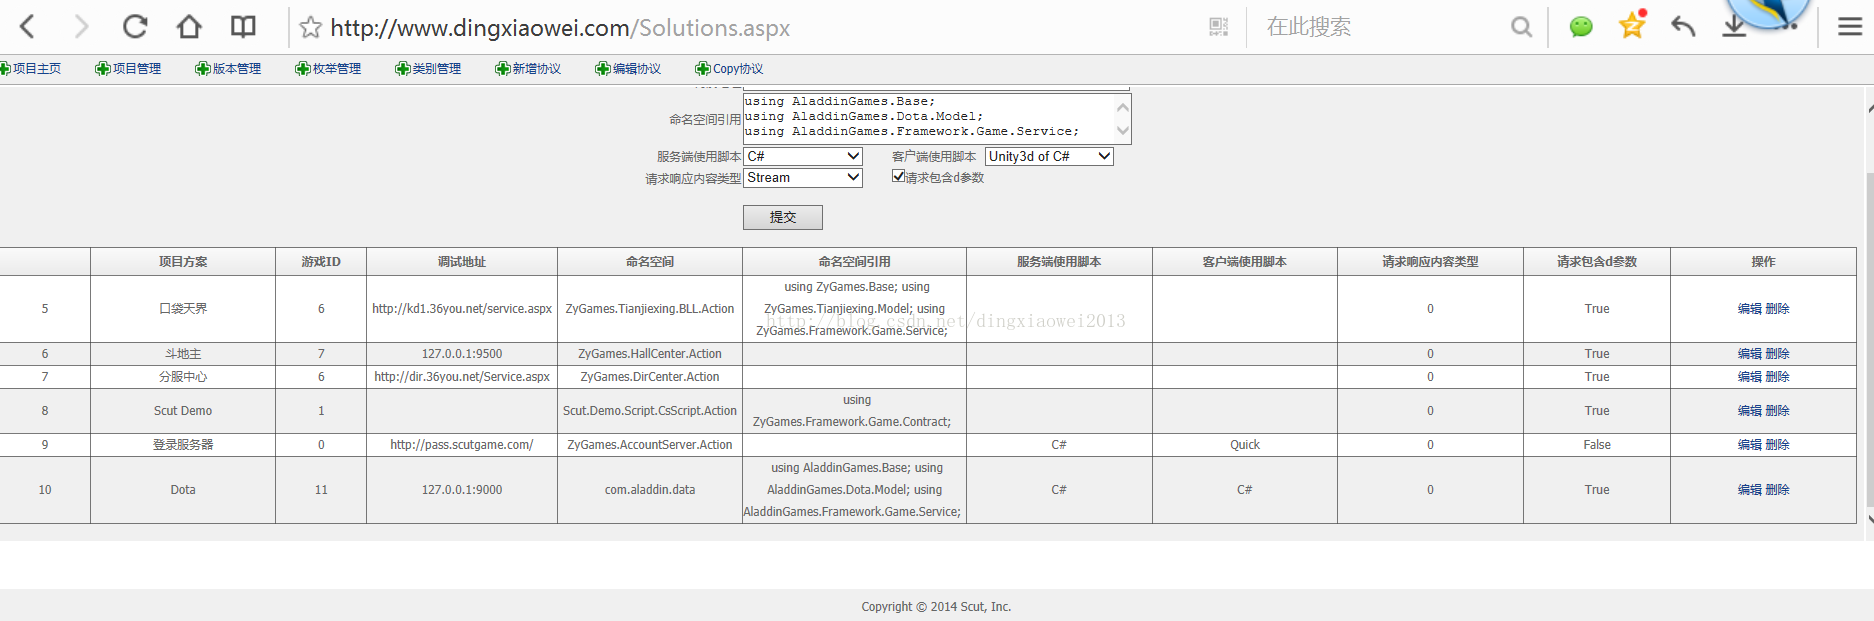 http://www.dingxiaowei.com/Solutions.aspx
在此搜索
项目主页 项目管理 版本管理 枚举管理 类别管理 新增协议 编辑协议 Copy协议
命名空间引用
using AladdinGames.Base;
using AladdinGames.Dota.Model;
using AladdinGames.Framework.Game.Service;
服务端使用脚本 C# 客户端使用脚本 Unity3d of C#
请求响应内容类型 Stream 请求包含d参数
提交
项目方案 游戏ID 调试地址 命名空间 命名空间引用 服务端使用脚本 客户端使用脚本 请求响应内容类型 请求包含d参数 操作
5 口袋天界 6 http://kd1.36you.net/service.aspx ZyGames.Tianjiexing.BLL.Action using ZyGames.Base; using ZyGames.Tianjiexing.Model; using ZyGames.Framework.Game.Service; 0 True 编辑 删除
http://blog.csdn.net/dingxiaowei2013
6 斗地主 7 127.0.0.1:9500 ZyGames.HallCenter.Action 0 True 编辑 删除
7 分服中心 6 http://dir.36you.net/Service.aspx ZyGames.DirCenter.Action 0 True 编辑 删除
8 Scut Demo 1 Scut.Demo.Script.CsScript.Action using ZyGames.Framework.Game.Contract; 0 True 编辑 删除
9 登录服务器 0 http://pass.scutgame.com/ ZyGames.AccountServer.Action C# Quick 0 False 编辑 删除
10 Dota 11 127.0.0.1:9000 com.aladdin.data using AladdinGames.Base; using AladdinGames.Dota.Model; using AladdinGames.Framework.Game.Service; C# C# 0 True 编辑 删除
Copyright © 2014 Scut, Inc.